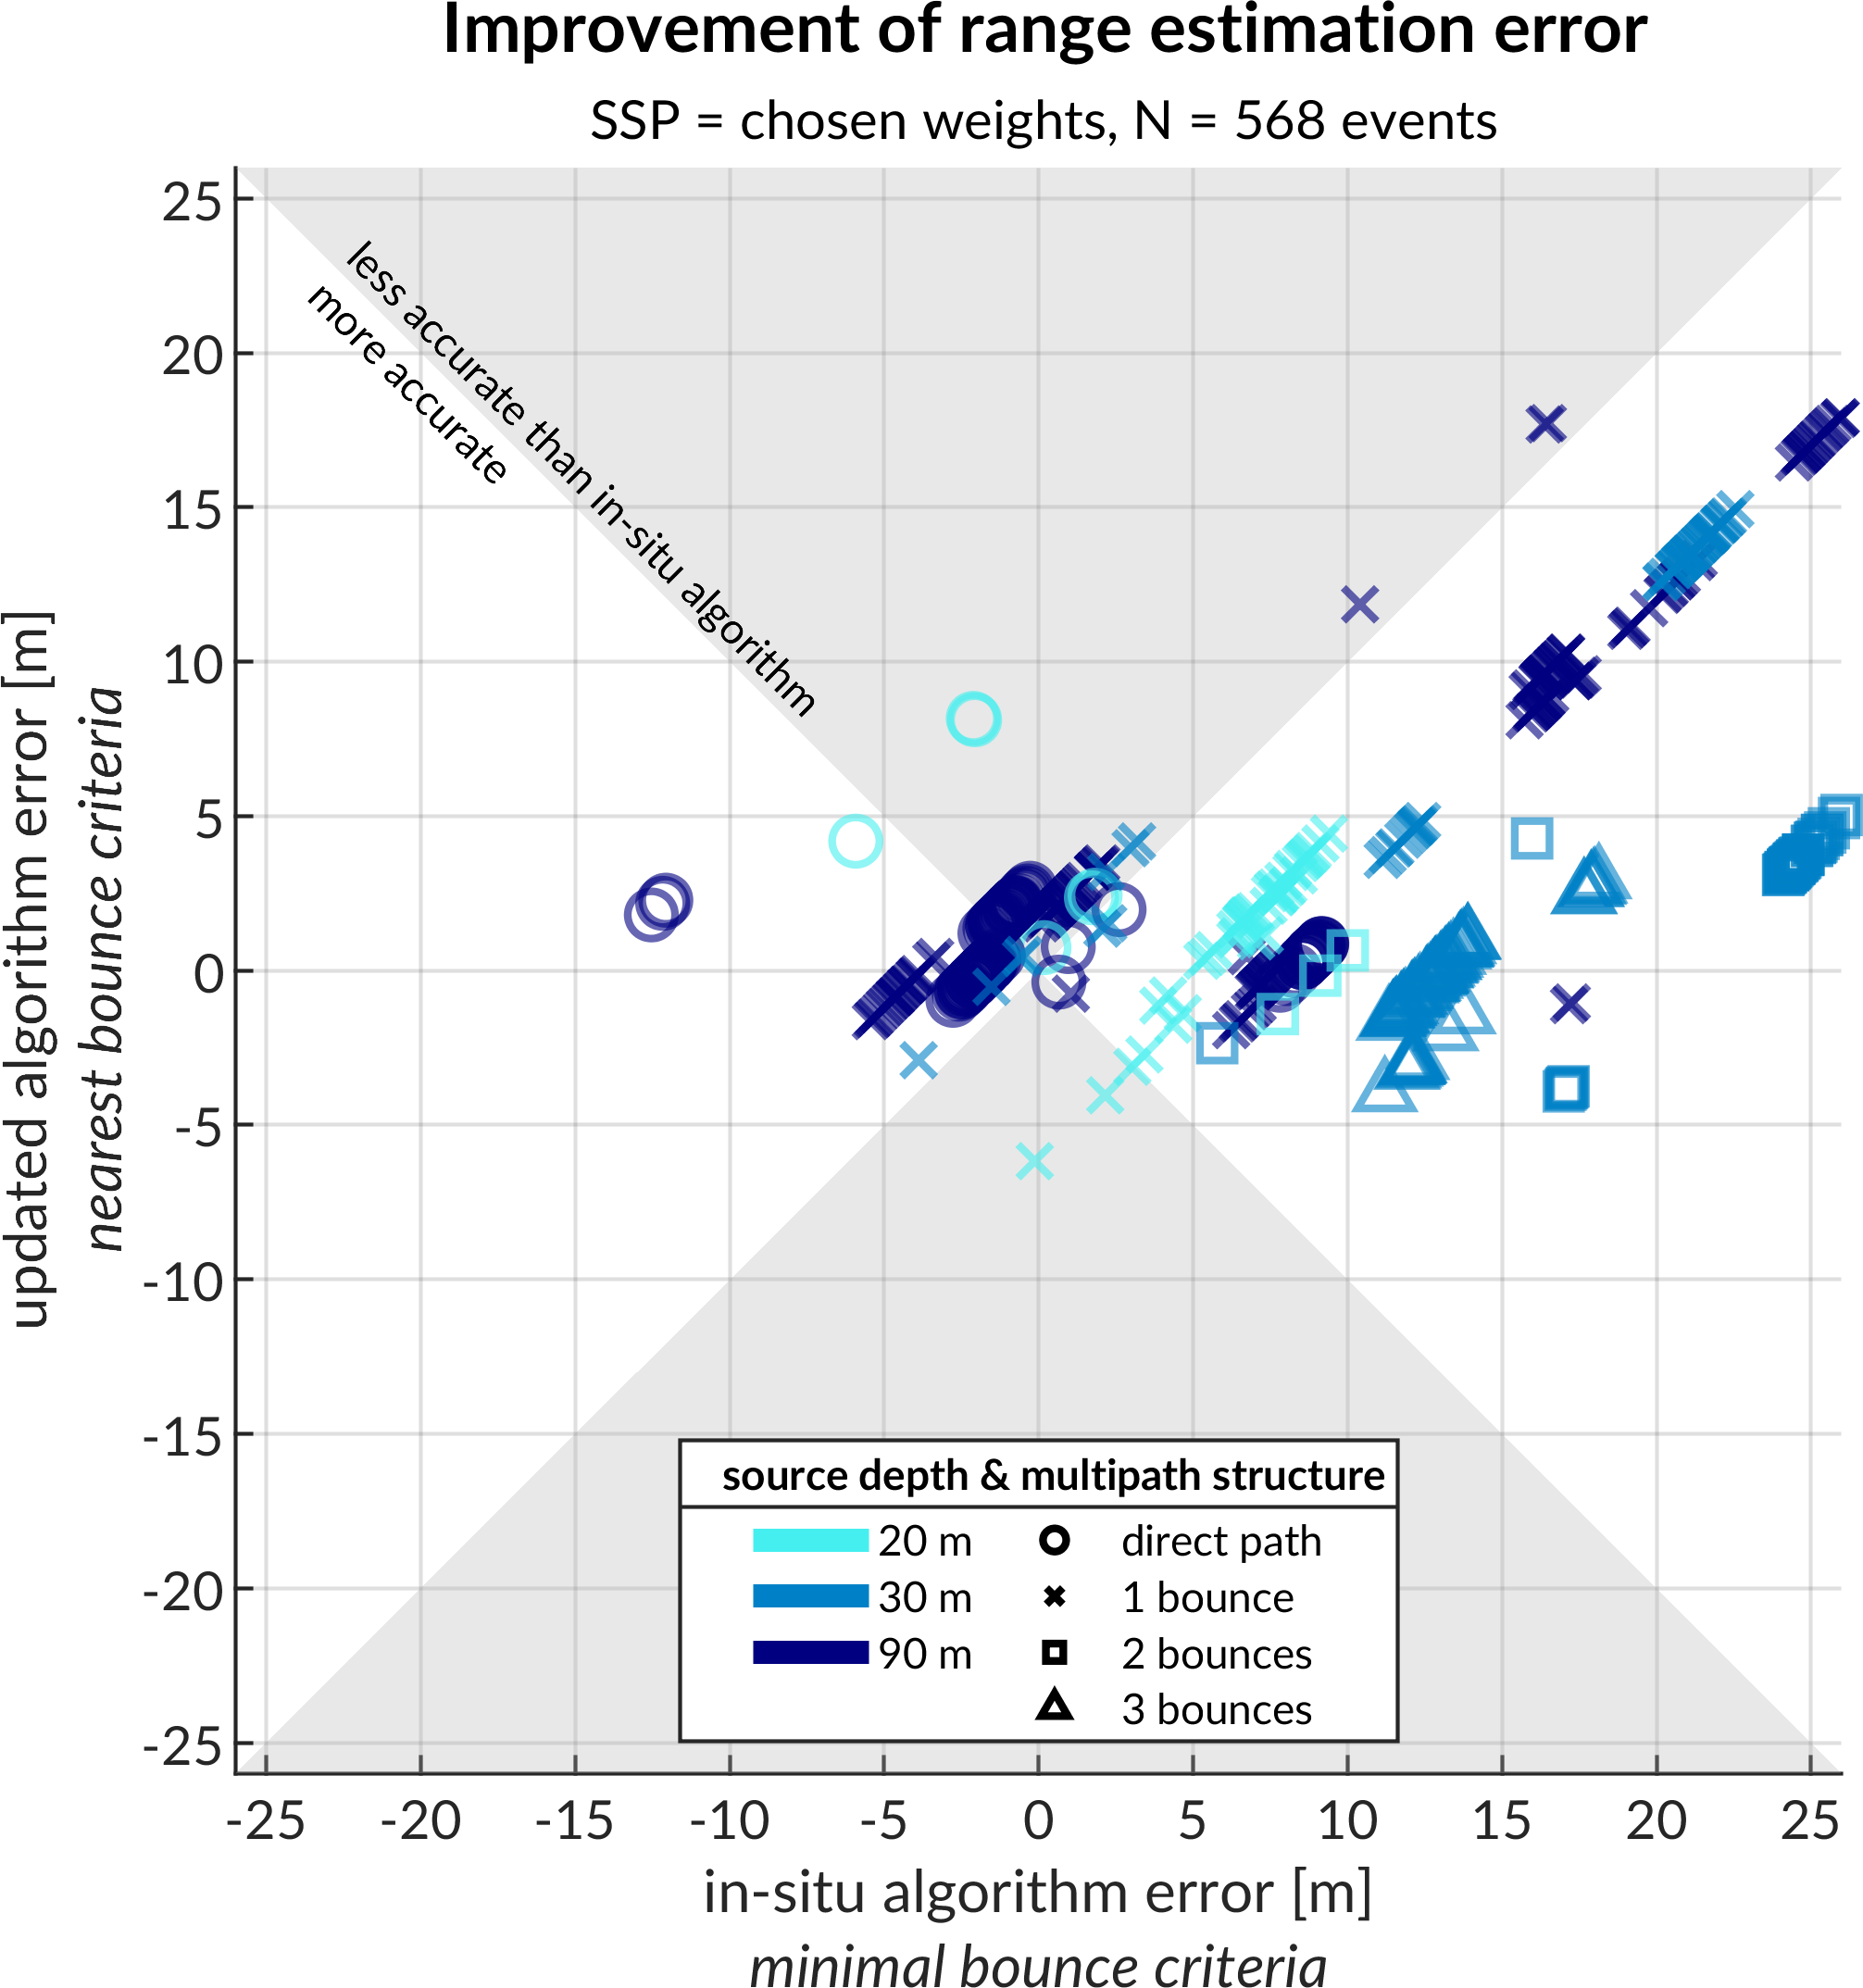 Improvement of range estimation error
SSP = chosen weights, N = 568 events
updated algorithm error [m]
nearest bounce criteria
25
20
15
10
5
0
-5
-10
-15
-20
-25
less accurate than in-situ algorithm
more accurate
source depth & multipath structure
20 m direct path
30 m 1 bounce
90 m 2 bounces
3 bounces
-25 -20 -15 -10 -5 0 5 10 15 20 25
in-situ algorithm error [m]
minimal bounce criteria